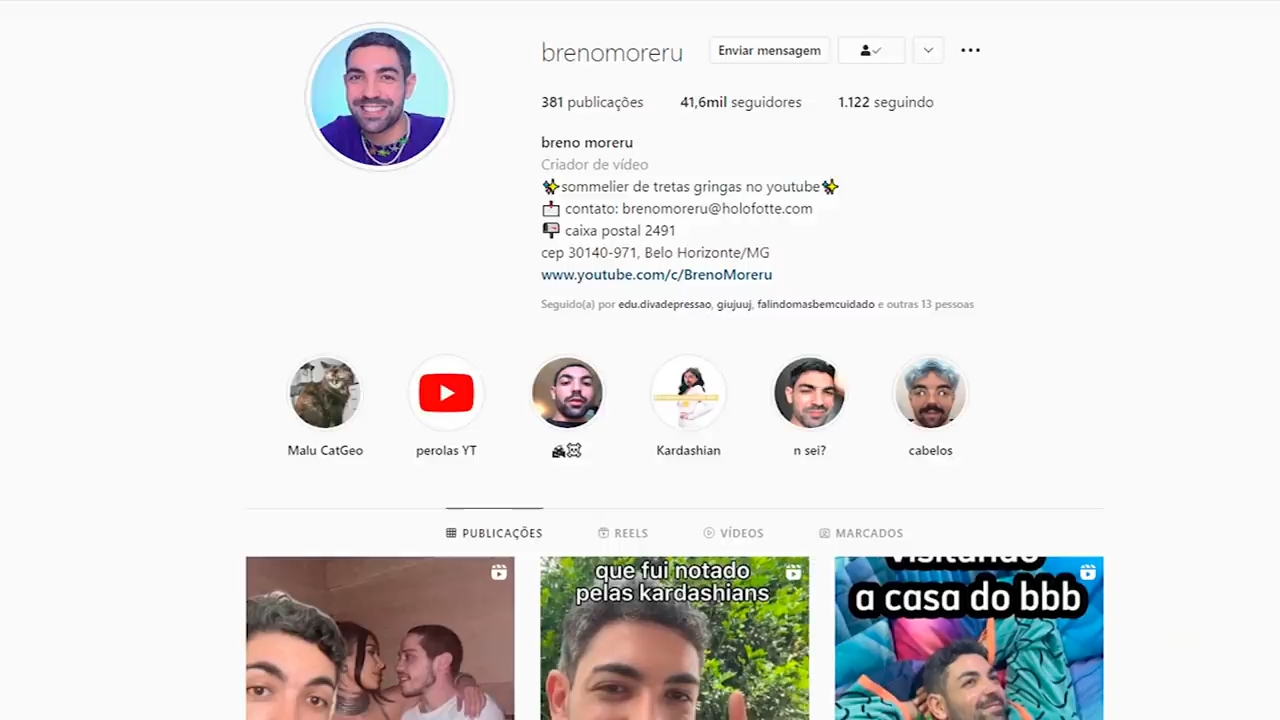 brenomoreru
Enviar mensagem
381 publicações 41,6mil seguidores 1.122 seguindo
breno moreru
Criador de vídeo
✨sommelier de tretas gringas no youtube✨
📩 contato: brenomoreru@holofotte.com
📫 caixa postal 2491
cep 30140-971, Belo Horizonte/MG
www.youtube.com/c/BrenoMoreru
Seguido(a) por edu.divadepressao, giujuuj, falindomasbemcuidado e outras 13 pessoas
Malu CatGeo
perolas YT
Kardashian
n sei?
cabelos
PUBLICAÇÕES
REELS
VÍDEOS
MARCADOS
que fui notado
pelas kardashians
visitando
a casa do bbb